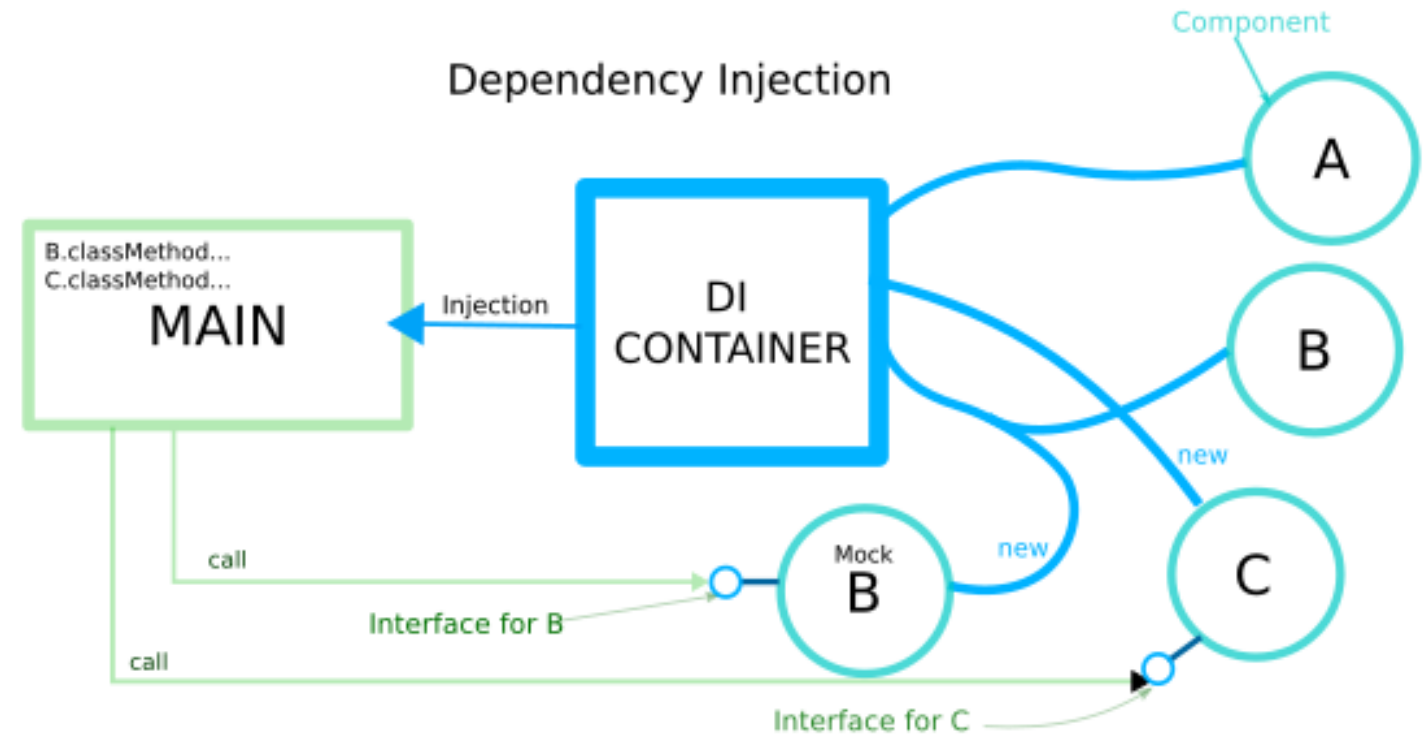 Component
Dependency Injection
A
B.classMethod...
C.classMethod...
MAIN
Injection
DI
CONTAINER
B
new
new
Mock
B
C
call
Interface for B
call
Interface for C